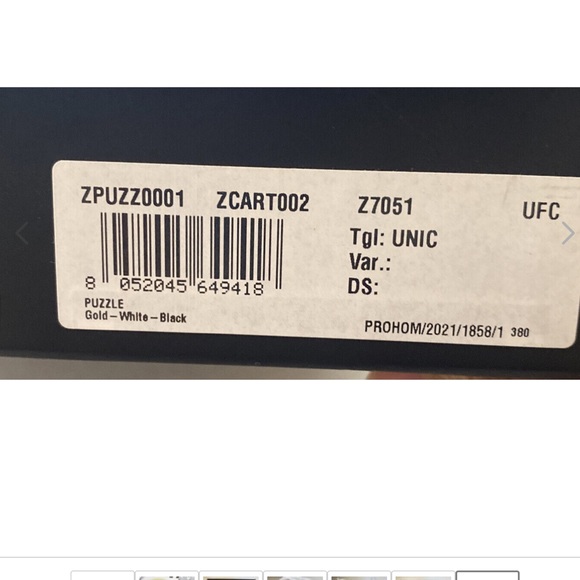 ZPUZZ0001 ZCART002 Z7051 UFC
Tgl: UNIC
Var.:
DS:
8 052045 649418
PUZZLE
Gold – White – Black
PROHOM/2021/1858/1 380